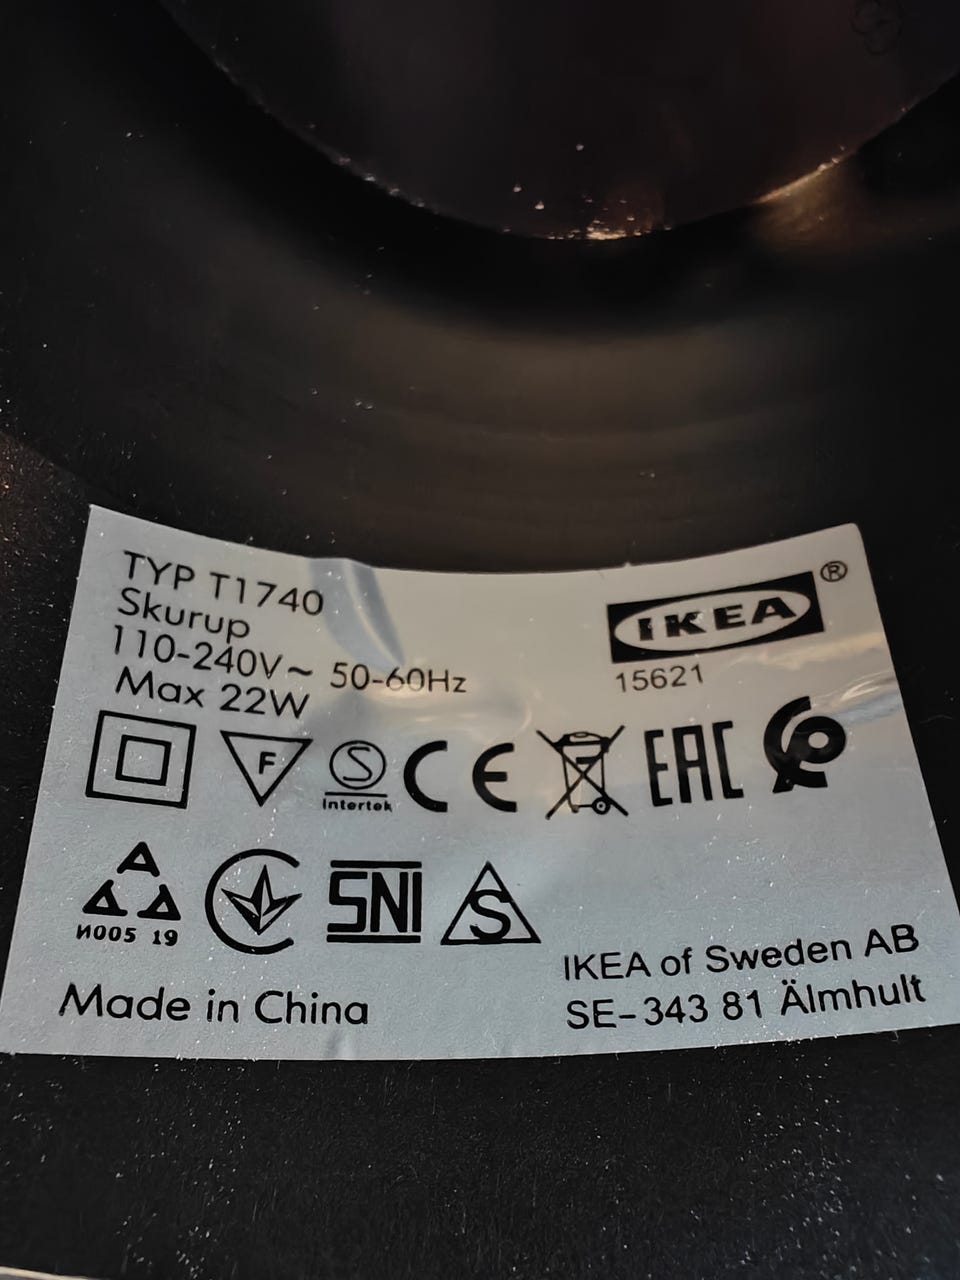 TYP T1740
Skurup
110-240V~ 50-60Hz
Max 22W
IKEA®
15621
F
S
Intertek
CE
EAC
A
N005 19
SNI
S
Made in China
IKEA of Sweden AB
SE-343 81 Älmhult